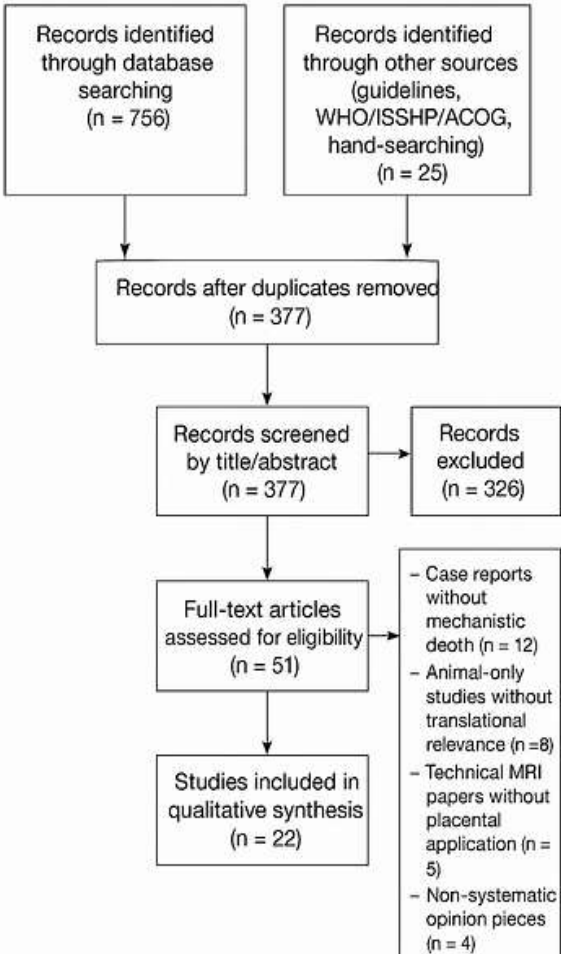 Records identified
through database
searching
(n = 756)
Records identified
through other sources
(guidelines,
WHO/ISSHP/ACOG,
hand-searching)
(n = 25)
Records after duplicates removed
(n = 377)
Records screened
by title/abstract
(n = 377)
Records
excluded
(n = 326)
Full-text articles
assessed for eligibility
(n = 51)
– Case reports
without
mechanistic
deoth (n = 12)
– Animal-only
studies without
translational
relevance (n =8)
– Technical MRI
papers without
placental
application (n =
5)
– Non-systematic
opinion pieces
(n = 4)
Studies included in
qualitative synthesis
(n = 22)